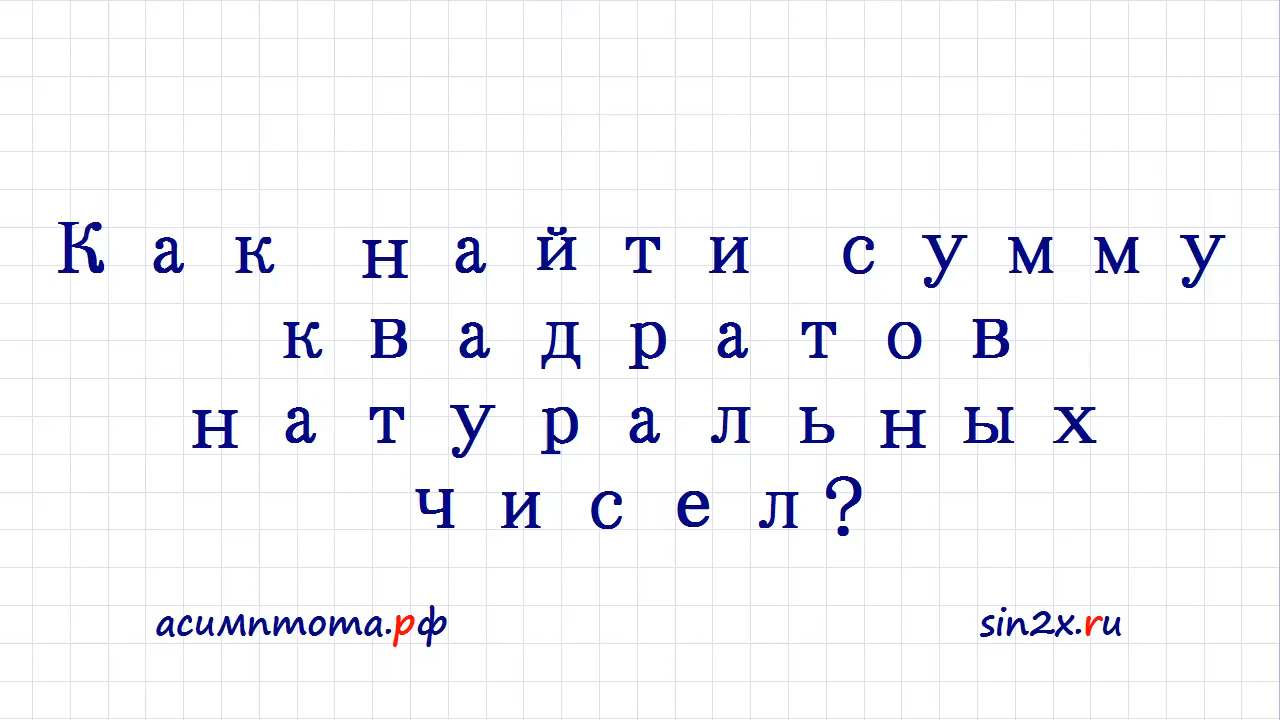 Как найти сумму
квадратов
натуральных
чисел?
асимптота.рф
sin2x.ru